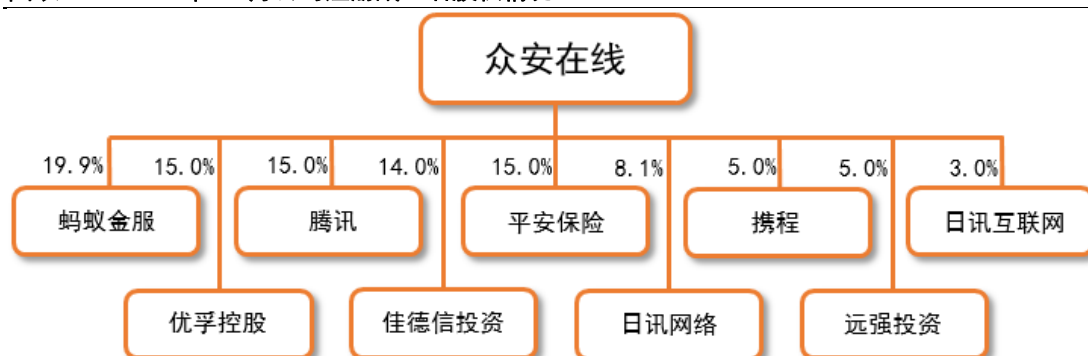 众安在线
19.9% 15.0% 15.0% 14.0% 15.0% 8.1% 5.0% 5.0% 3.0%
蚂蚁金服 腾讯 平安保险 携程 日讯互联网
优孚控股 佳德信投资 日讯网络 远强投资